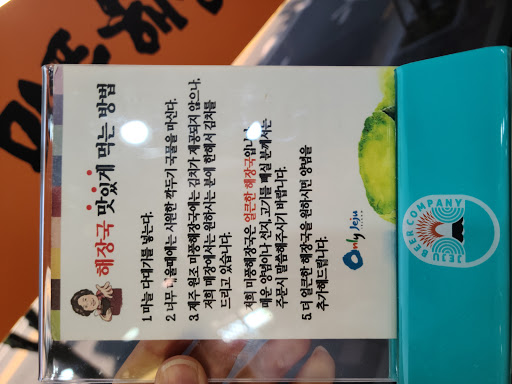 해장국 맛있게 먹는 방법
1 마늘 다대기를 넣는다.
2 너무 매울때에는 시원한 깍두기 국물을 마신다.
3. 제주 원조 미풍해장국에는 김치가 제공되지 않으나,
저희 매장에서는 원하시는 분에 한해서 김치를
드리고 있습니다.
저희 미풍해장국은 얼큰한 해장국입니
매운 양념이나 선지,고기를 빼실 분께서는
주문시 말씀해주시기 바랍니다.
5. 더 얼큰한 해장국을 원하시면 양념을
추가해드립니다.
Only Jeju
JEJU BEER COMPANY